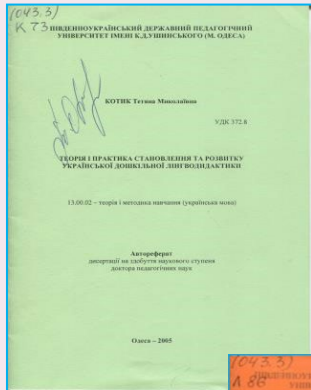 (043.3)
К 73
ПІВДЕННОУКРАЇНСЬКИЙ ДЕРЖАВНИЙ ПЕДАГОГІЧНИЙ
УНІВЕРСИТЕТ ІМЕНІ К.Д.УШИНСЬКОГО (М. ОДЕСА)
КОТИК Тетяна Миколаївна
УДК 372.8
ТЕОРІЯ І ПРАКТИКА СТАНОВЛЕННЯ ТА РОЗВИТКУ
УКРАЇНСЬКОЇ ДОШКІЛЬНОЇ ЛІНГВОДИДАКТИКИ
13.00.02 – теорія і методика навчання (українська мова)
Автореферат
дисертації на здобуття наукового ступеня
доктора педагогічних наук
Одеса – 2005
(043.3)
Л 86